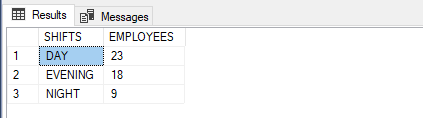 Results Messages
SHIFTS EMPLOYEES
1 DAY 23
2 EVENING 18
3 NIGHT 9